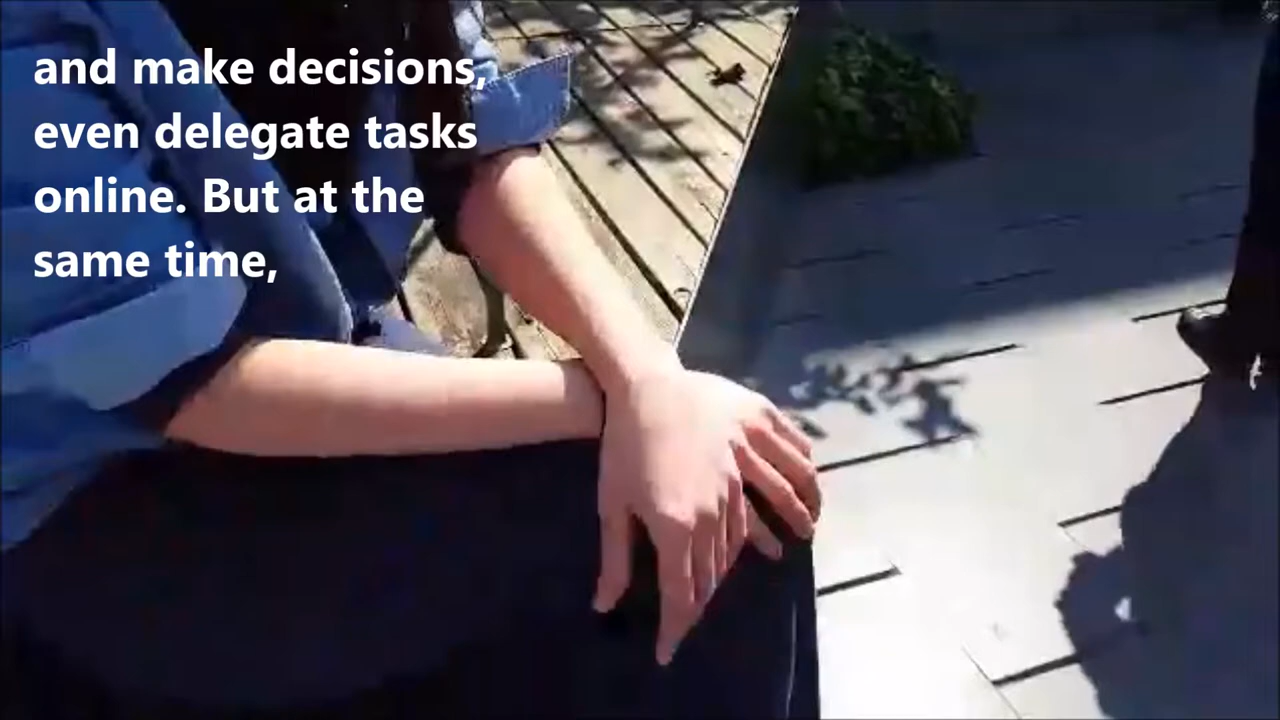 and make decisions,
even delegate tasks
online. But at the
same time,